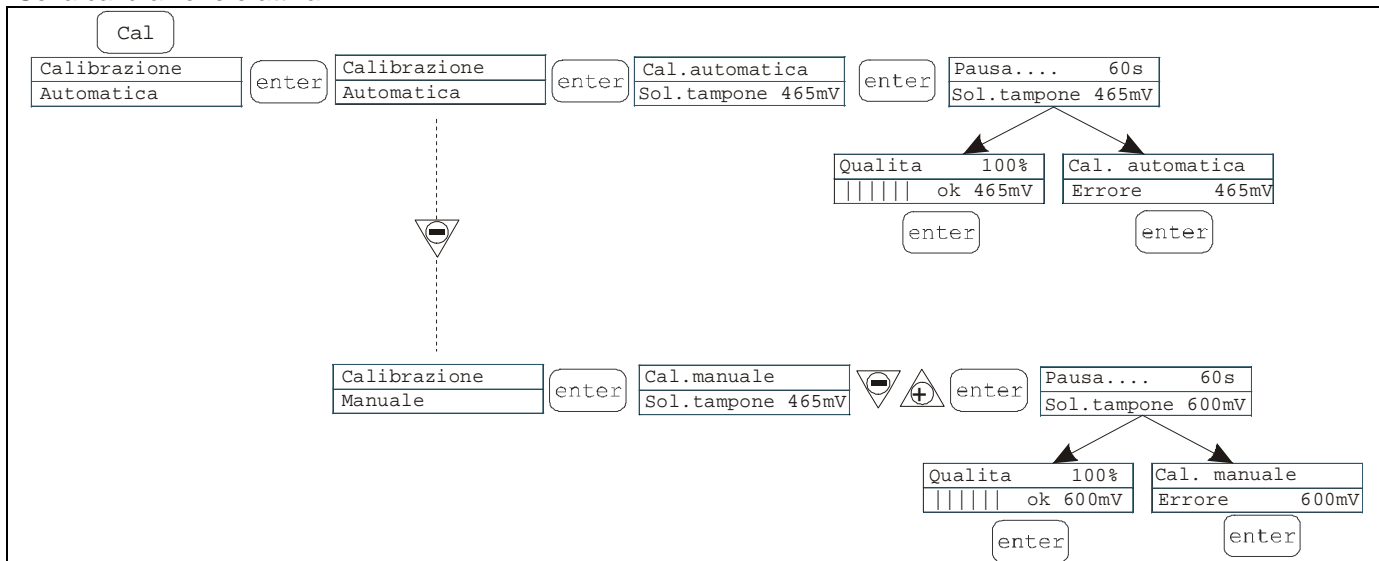 Cal
Calibrazione
Automatica
enter
Calibrazione
Automatica
enter
Cal.automatica
Sol.tampone 465mV
enter
Pausa.... 60s
Sol.tampone 465mV
Qualita 100%
|||||| ok 465mV
enter
Cal. automatica
Errore 465mV
enter
Calibrazione
Manuale
enter
Cal.manuale
Sol.tampone 465mV
enter
Pausa.... 60s
Sol.tampone 600mV
Qualita 100%
|||||| ok 600mV
enter
Cal. manuale
Errore 600mV
enter